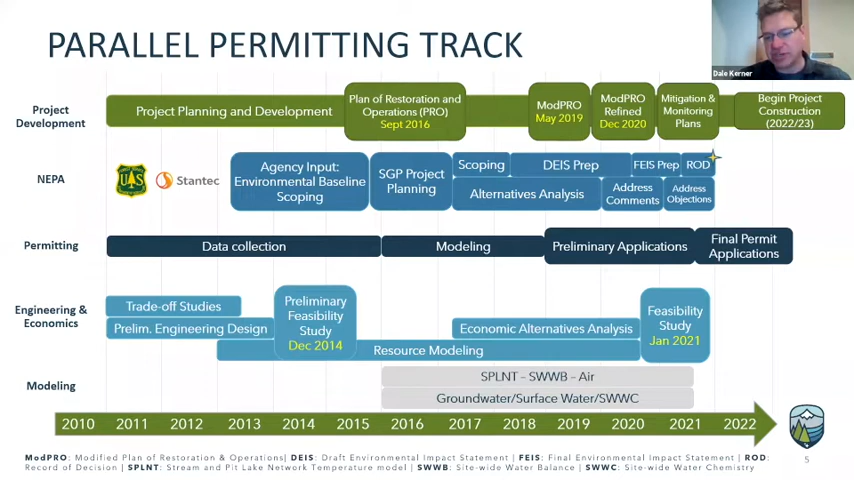 PARALLEL PERMITTING TRACK
Dale Kerner
Project
Development
Project Planning and Development
Plan of Restoration and
Operations (PRO)
Sept 2016
ModPRO
May 2019
ModPRO
Refined
Dec 2020
Mitigation &
Monitoring
Plans
Begin Project
Construction
(2022/23)
NEPA
UAS
Stantec
Agency Input:
Environmental Baseline
Scoping
SGP Project
Planning
Scoping
DEIS Prep
FEIS Prep
ROD
Alternatives Analysis
Address
Comments
Address
Objections
Permitting
Data collection
Modeling
Preliminary Applications
Final Permit
Applications
Engineering &
Economics
Trade-off Studies
Prelim. Engineering Design
Preliminary
Feasibility
Study
Dec 2014
Resource Modeling
Economic Alternatives Analysis
Feasibility
Study
Jan 2021
Modeling
SPLNT – SWWB – Air
Groundwater/Surface Water/SWWC
2010 2011 2012 2013 2014 2015 2016 2017 2018 2019 2020 2021 2022
ModPRO: Modified Plan of Restoration & Operations| DEIS: Draft Environmental Impact Statement | FEIS: Final Environmental Impact Statement | ROD:
Record of Decision | SPLNT: Stream and Pit Lake Network Temperature model | SWWB: Site-wide Water Balance | SWWC: Site-wide Water Chemistry
5